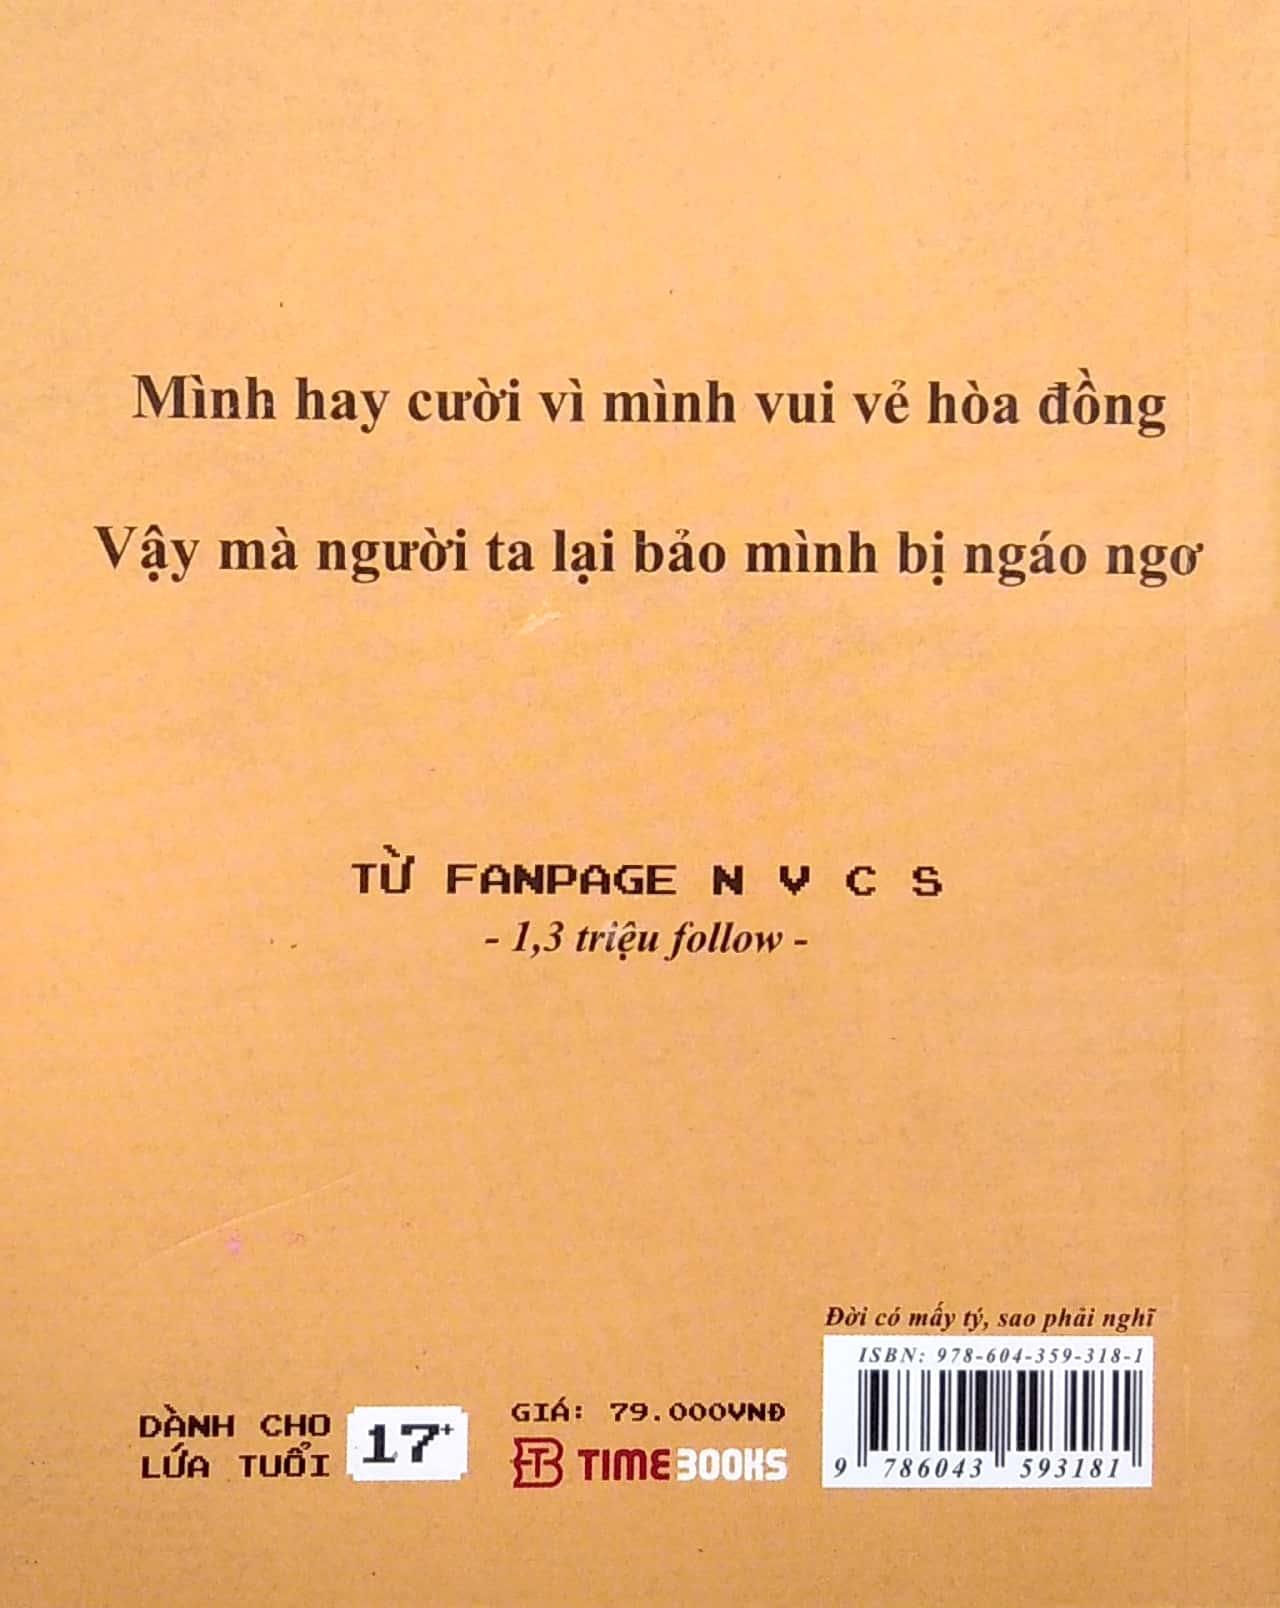 Mình hay cười vì mình vui vẻ hòa đồng
Vậy mà người ta lại bảo mình bị ngáo ngơ
TỪ FANPAGE N V C S
- 1,3 triệu follow -
Đời có mấy tý, sao phải nghĩ
ISBN: 978-604-359-318-1
9 786043 593181
GIÁ: 79.000VNĐ
TIMEBOOKS
DÀNH CHO
LỨA TUỔI
17+